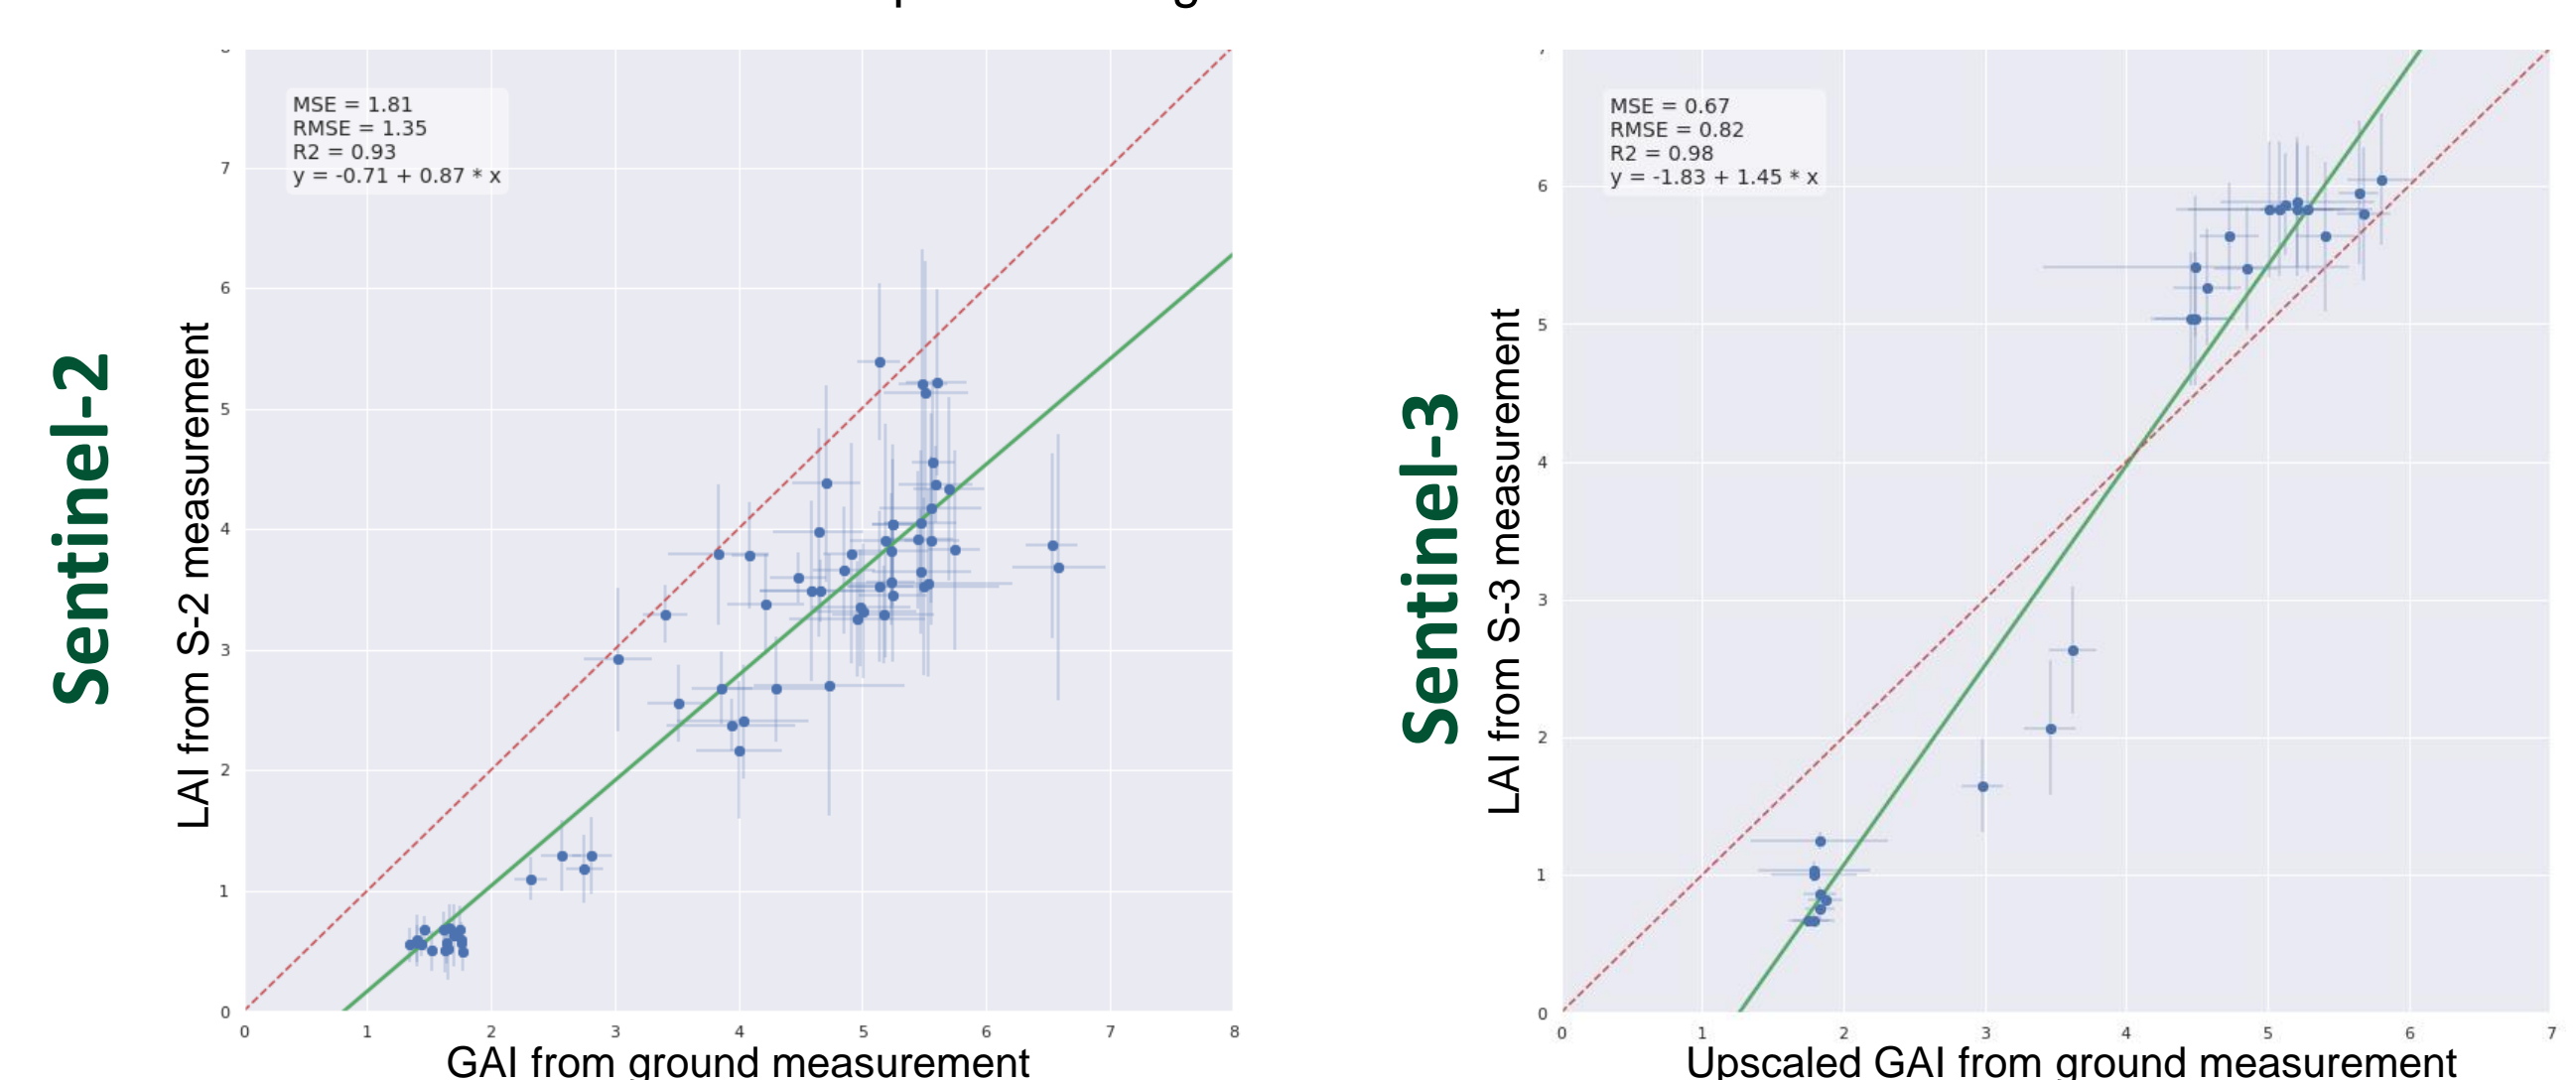 Sentinel-2
LAI from S-2 measurement
MSE = 1.81
RMSE = 1.35
R2 = 0.93
y = -0.71 + 0.87 * x
7
6
5
4
3
2
1
0
0 1 2 3 4 5 6 7 8
GAI from ground measurement
Sentinel-3
LAI from S-3 measurement
MSE = 0.67
RMSE = 0.82
R2 = 0.98
y = -1.83 + 1.45 * x
6
5
4
3
2
1
0
0 1 2 3 4 5 6 7
Upscaled GAI from ground measurement